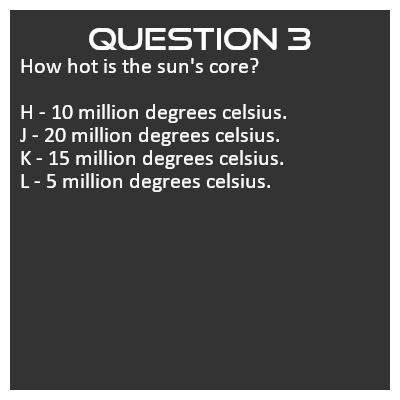 QUESTION 3
How hot is the sun's core?
H - 10 million degrees celsius.
J - 20 million degrees celsius.
K - 15 million degrees celsius.
L - 5 million degrees celsius.